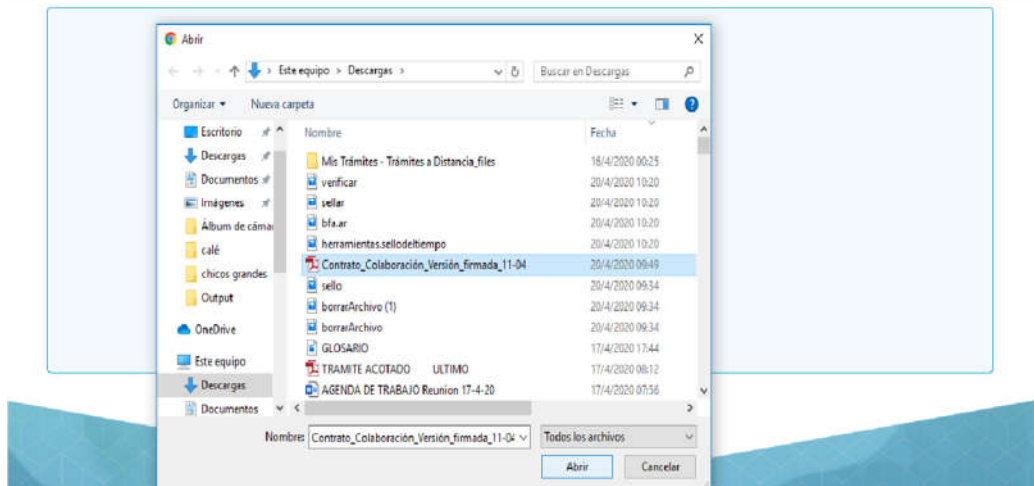 Abrir
Este equipo > Descargas >
Buscar en Descargas
Organizar
Nueva carpeta
Escritorio
Descargas
Documentos
Imágenes
Álbum de cáma
calé
chicos grandes
Output
OneDrive
Este equipo
Descargas
Documentos
Nombre Fecha
Mis Trámites - Trámites a Distancia_files 16/4/2020 00:25
verificar 20/4/2020 10:20
sellar 20/4/2020 10:20
bfa.ar 20/4/2020 10:20
herramientas.sellodeltiempo 20/4/2020 10:20
Contrato_Colaboración_Versión_firmada_11-04 20/4/2020 09:49
sello 20/4/2020 09:34
borrarArchivo (1) 20/4/2020 09:34
borrarArchivo 20/4/2020 09:34
GLOSARIO 17/4/2020 17:44
TRAMITE ACOTADO ULTIMO 17/4/2020 08:12
AGENDA DE TRABAJO Reunion 17-4-20 17/4/2020 07:56
Nombre: Contrato_Colaboración_Versión_firmada_11-04
Todos los archivos
Abrir
Cancelar